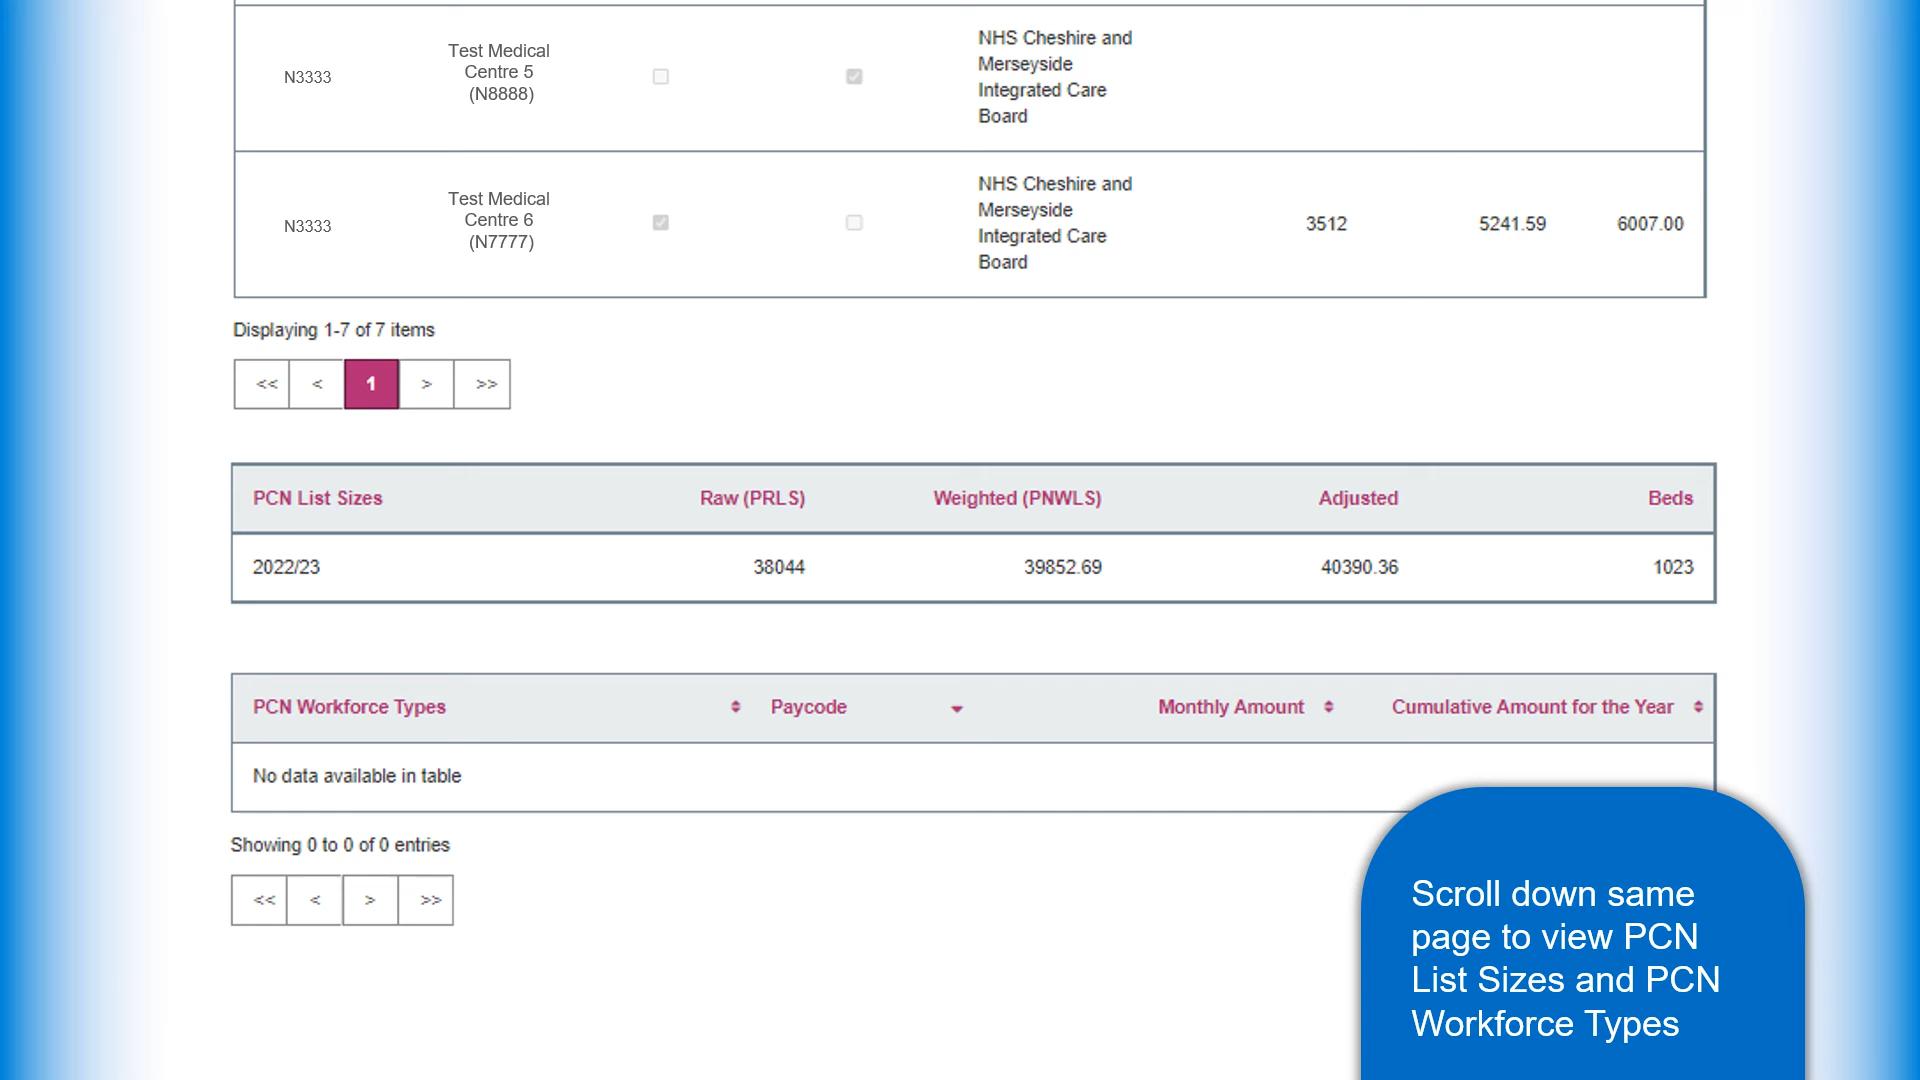 NHS Cheshire and
Merseyside
Integrated Care
Board
N3333
Test Medical
Centre 5
(N8888)
NHS Cheshire and
Merseyside
Integrated Care
Board
N3333
Test Medical
Centre 6
(N7777)
3512 5241.59 6007.00
Displaying 1-7 of 7 items
<< < 1 > >>
PCN List Sizes Raw (PRLS) Weighted (PNWLS) Adjusted Beds
2022/23 38044 39852.69 40390.36 1023
PCN Workforce Types Paycode Monthly Amount Cumulative Amount for the Year
No data available in table
Showing 0 to 0 of 0 entries
<< < > >>
Scroll down same
page to view PCN
List Sizes and PCN
Workforce Types